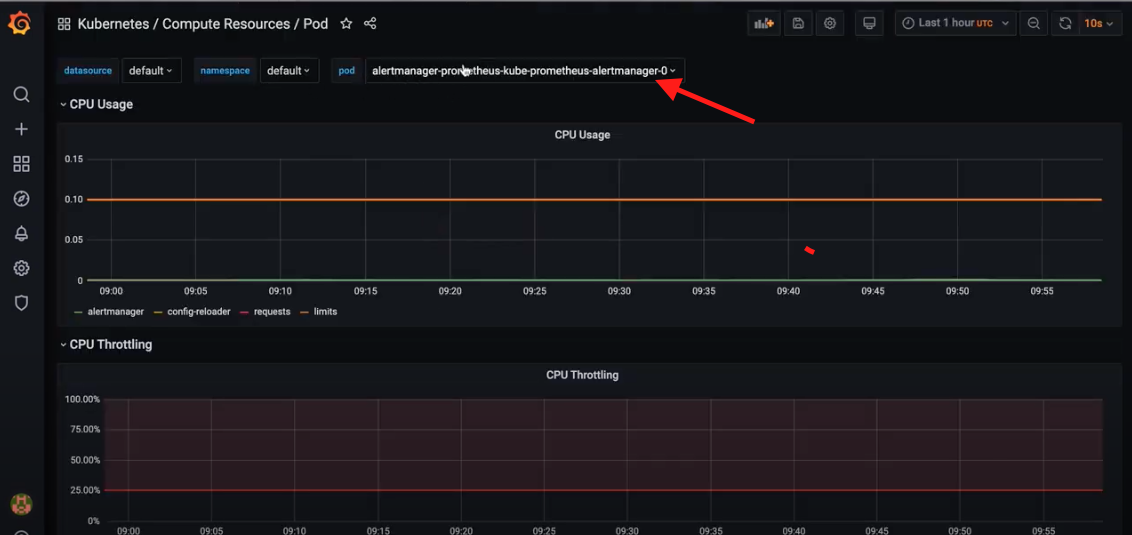 Kubernetes / Compute Resources / Pod
Last 1 hour UTC
10s
datasource default namespace default pod alertmanager-prometheus-kube-prometheus-alertmanager-0
CPU Usage
CPU Usage
0.15
0.10
0.05
0
09:00 09:05 09:10 09:15 09:20 09:25 09:30 09:35 09:40 09:45 09:50 09:55
alertmanager config-reloader requests limits
CPU Throttling
CPU Throttling
100.00%
75.00%
50.00%
25.00%
0%
09:00 09:05 09:10 09:15 09:20 09:25 09:30 09:35 09:40 09:45 09:50 09:55